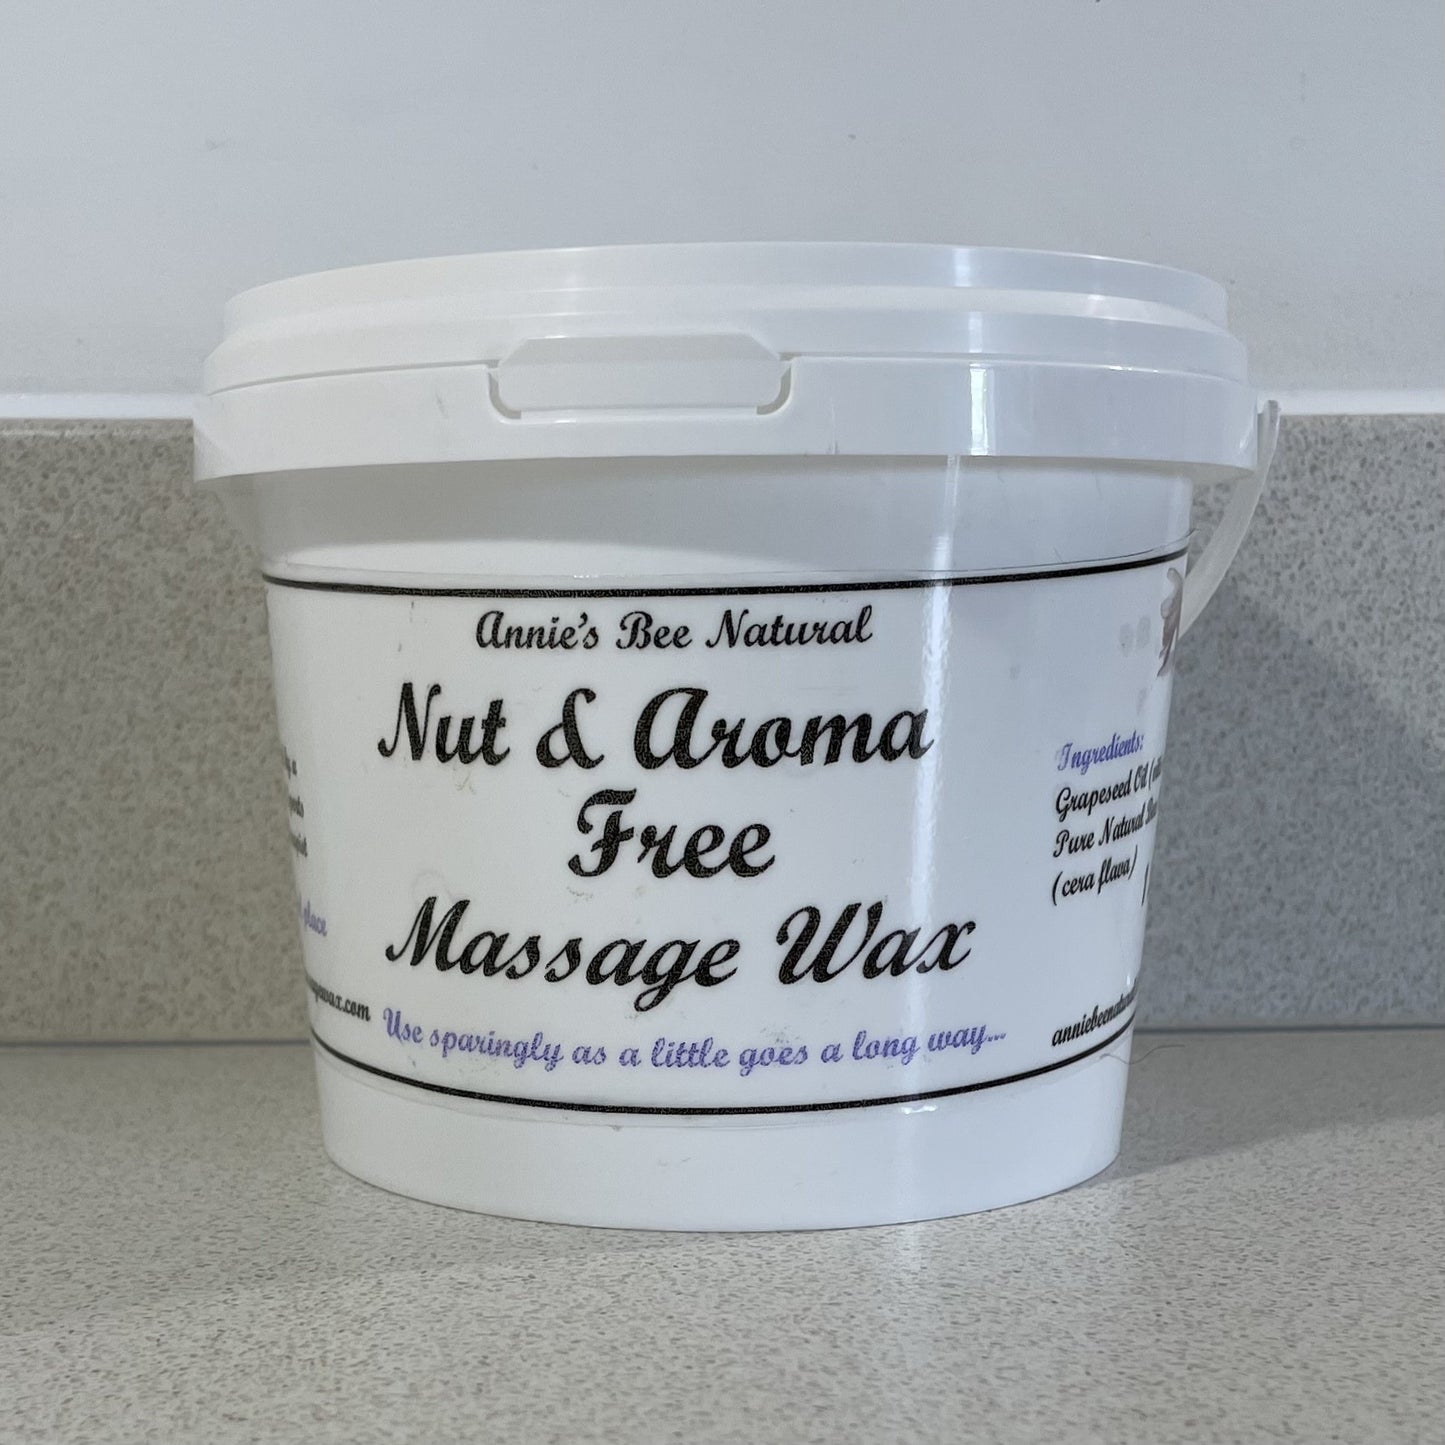 Annie's Bee Natural
Nut & Aroma
Free
Massage Wax
Use sparingly as a little goes a long way...
place
Ingredients:
Grapeseed Oil
Pure Natural
(cera flava)